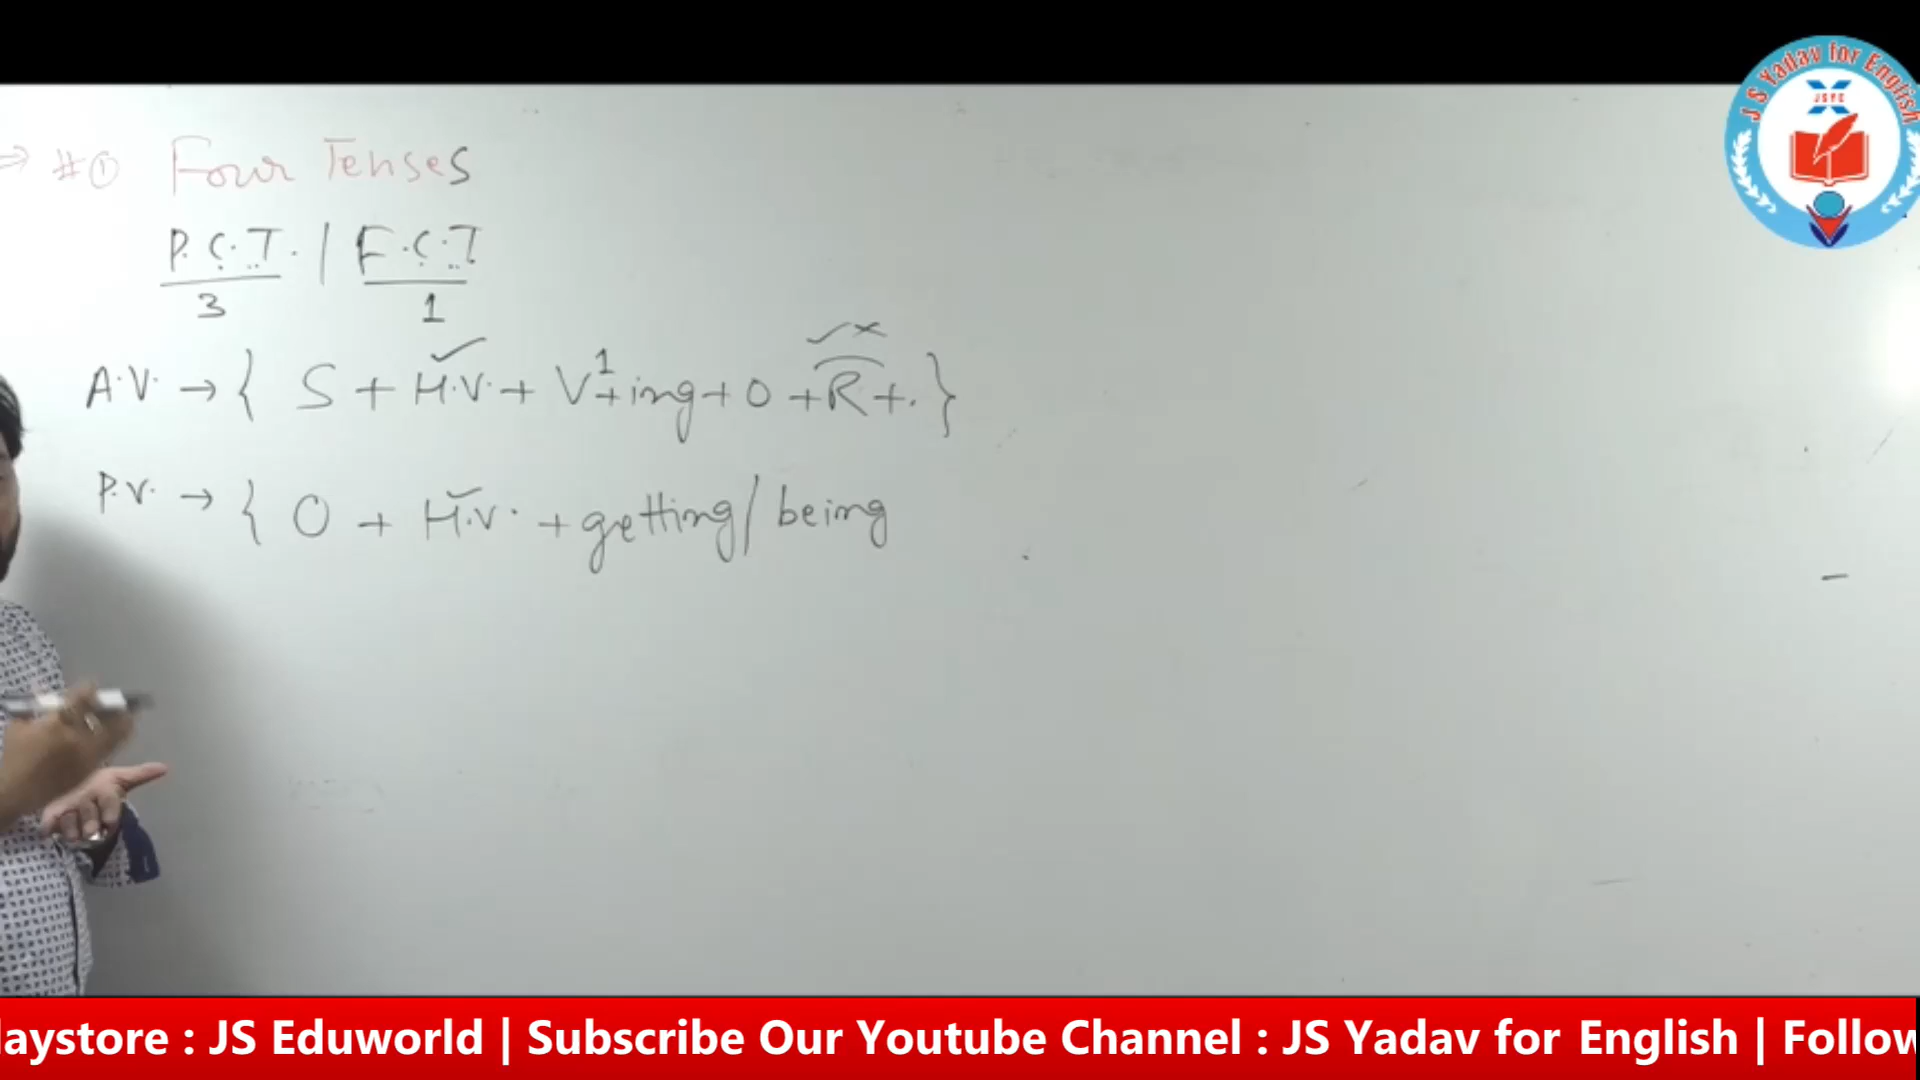 ⇒ #① Four Tenses
P.C.T. / F.C.T
3 1
A.V. → { S + H.V. + V¹+ing + O + R + . }
P.V. → { O + H.V. + getting/being
J S Yadav for English
JSYE
laystore : JS Eduworld | Subscribe Our Youtube Channel : JS Yadav for English | Follow